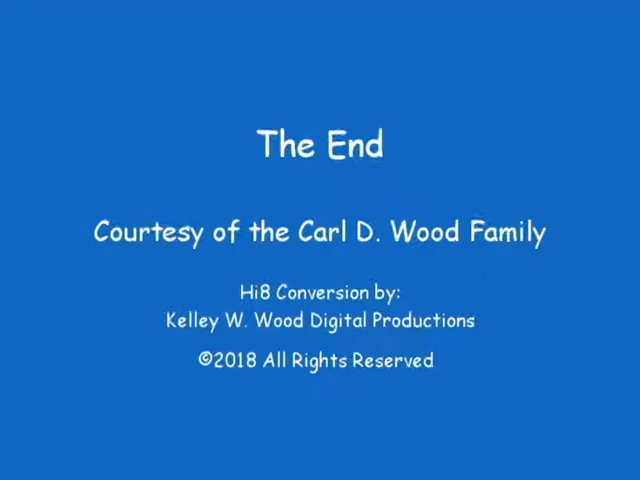 The End
Courtesy of the Carl D. Wood Family
Hi8 Conversion by:
Kelley W. Wood Digital Productions
©2018 All Rights Reserved